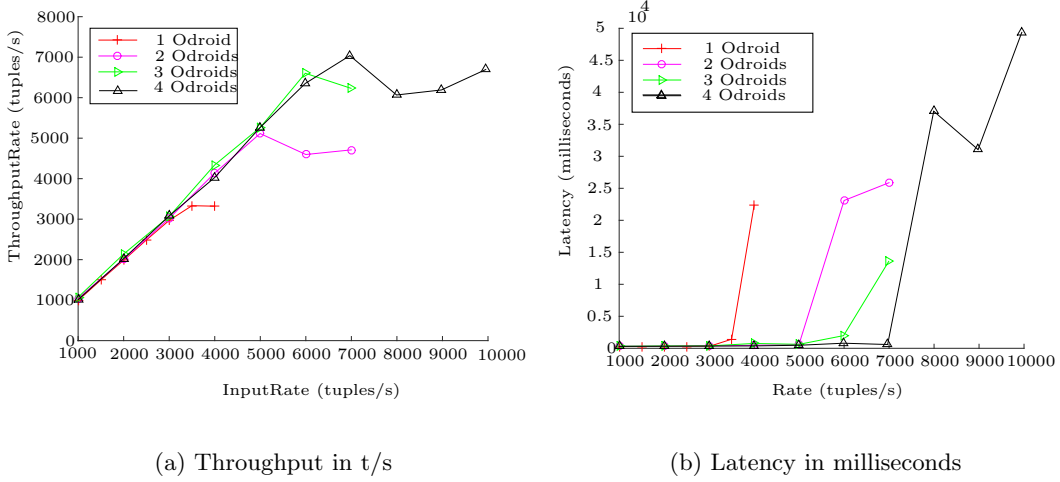 8000
7000
6000
5000
4000
3000
2000
1000
0
ThroughputRate (tuples/s)
1 Odroid
2 Odroids
3 Odroids
4 Odroids
1000 2000 3000 4000 5000 6000 7000 8000 9000 10000
InputRate (tuples/s)
(a) Throughput in t/s
10^4
5
4.5
4
3.5
3
2.5
2
1.5
1
0.5
0
Latency (milliseconds)
1 Odroid
2 Odroids
3 Odroids
4 Odroids
1000 2000 3000 4000 5000 6000 7000 8000 9000 10000
Rate (tuples/s)
(b) Latency in milliseconds